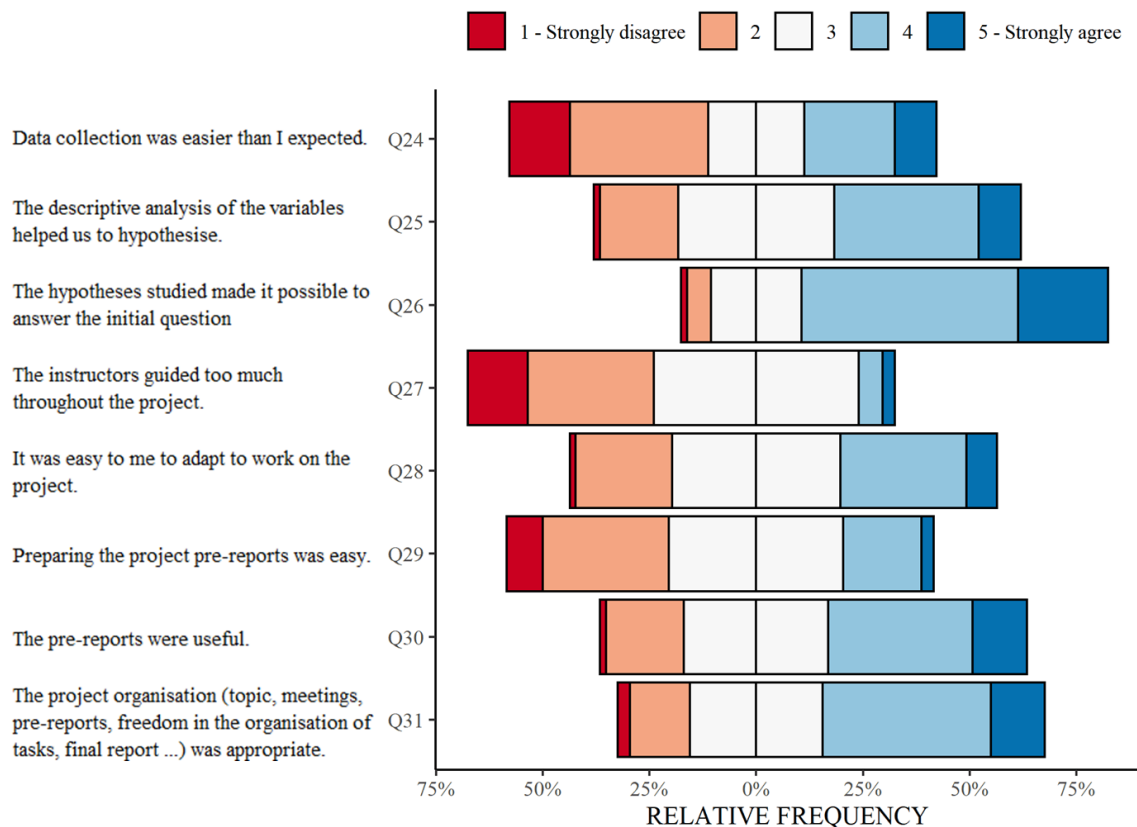 1 - Strongly disagree 2 3 4 5 - Strongly agree
Data collection was easier than I expected. Q24
The descriptive analysis of the variables
helped us to hypothesise.
Q25
The hypotheses studied made it possible to
answer the initial question
Q26
The instructors guided too much
throughout the project.
Q27
It was easy to me to adapt to work on the
project.
Q28
Preparing the project pre-reports was easy. Q29
The pre-reports were useful. Q30
The project organisation (topic, meetings,
pre-reports, freedom in the organisation of
tasks, final report ...) was appropriate.
Q31
75% 50% 25% 0% 25% 50% 75%
RELATIVE FREQUENCY